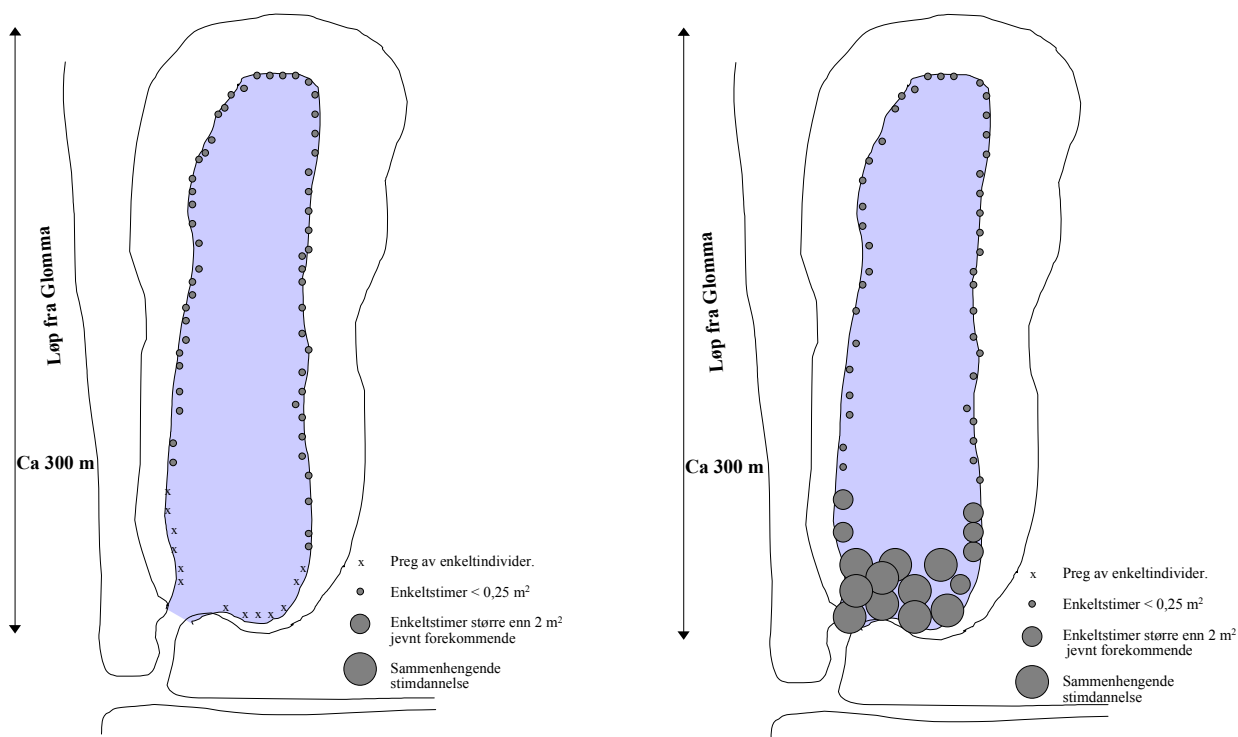 Løp fra Glomma
Ca 300 m
x Preg av enkeltindivider.
Enkeltstimer < 0,25 m²
Enkeltstimer større enn 2 m²
jevnt forekommende
Sammenhengende
stimdannelse
Løp fra Glomma
Ca 300 m
x Preg av enkeltindivider.
Enkeltstimer < 0,25 m²
Enkeltstimer større enn 2 m²
jevnt forekommende
Sammenhengende
stimdannelse